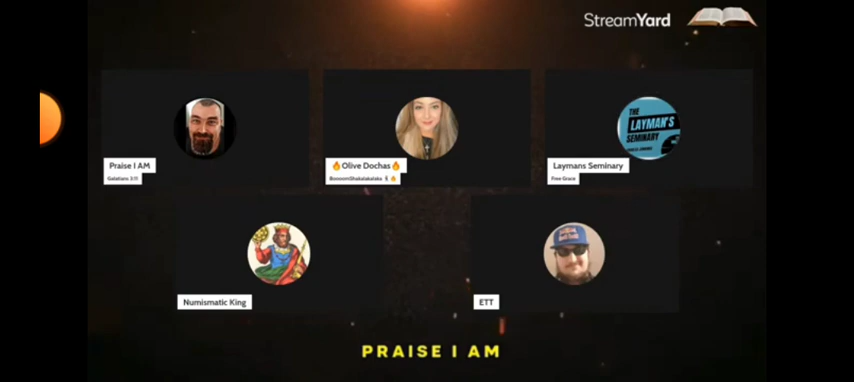 StreamYard
THE
LAYMAN'S
SEMINARY
Praise I AM
Galatians 3:11
🔥Olive Dochas🔥
Laymans Seminary
Free Grace
Numismatic King
ETT
PRAISE I AM